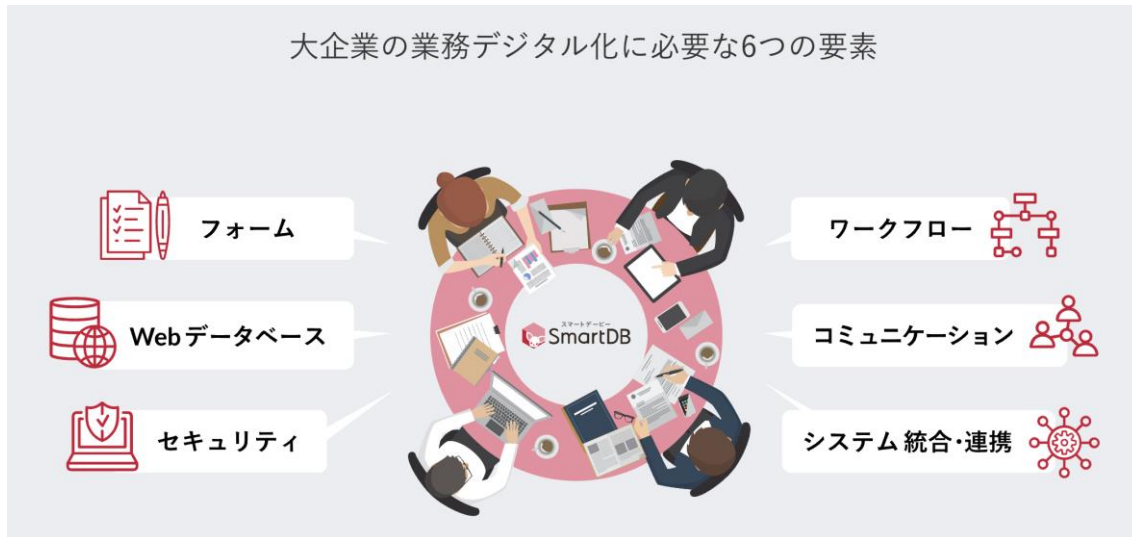 大企業の業務デジタル化に必要な6つの要素
フォーム
Webデータベース
セキュリティ
スマートデービー
SmartDB
ワークフロー
コミュニケーション
システム 統合・連携